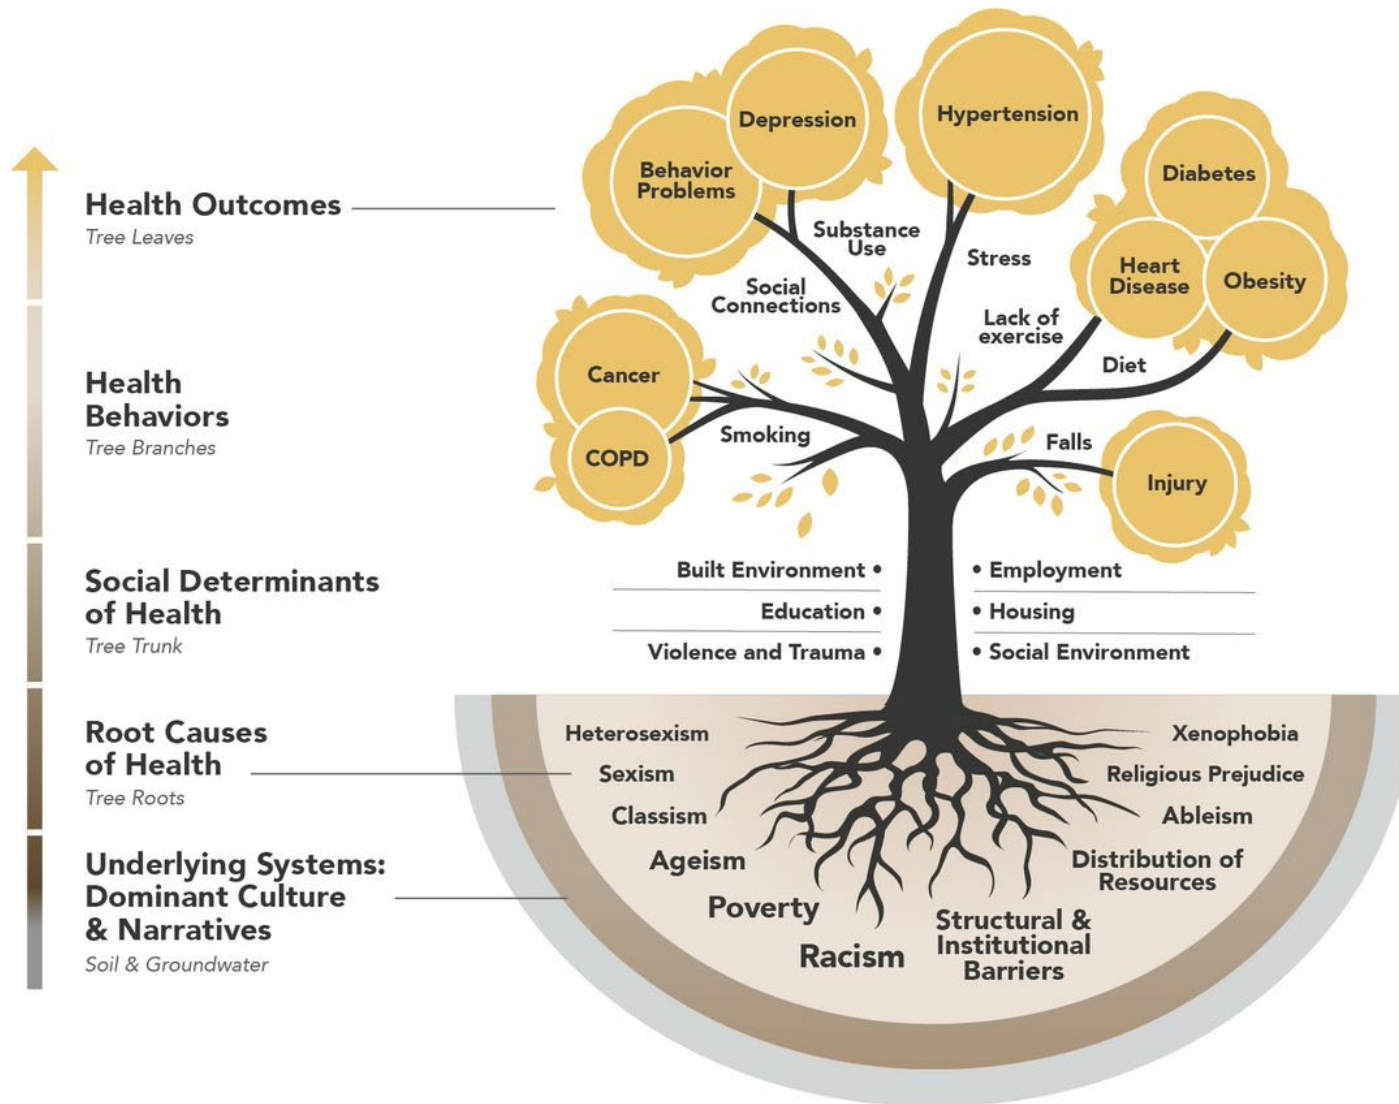 Health Outcomes
Tree Leaves
Health
Behaviors
Tree Branches
Social Determinants
of Health
Tree Trunk
Root Causes
of Health
Tree Roots
Underlying Systems:
Dominant Culture
& Narratives
Soil & Groundwater
Depression
Behavior
Problems
Hypertension
Diabetes
Heart
Disease
Obesity
Cancer
COPD
Injury
Substance
Use
Social
Connections
Stress
Lack of
exercise
Diet
Smoking
Falls
Built Environment •
Education •
Violence and Trauma •
• Employment
• Housing
• Social Environment
Heterosexism
Sexism
Classism
Ageism
Poverty
Racism
Structural &
Institutional
Barriers
Distribution of
Resources
Ableism
Religious Prejudice
Xenophobia